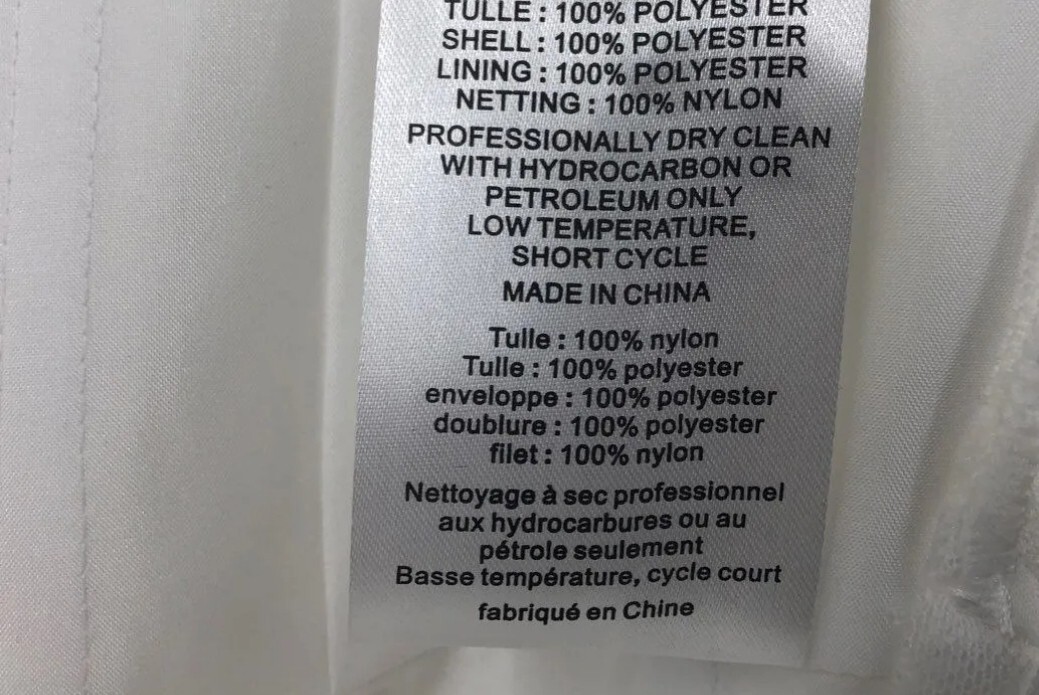 TULLE : 100% POLYESTER
SHELL : 100% POLYESTER
LINING : 100% POLYESTER
NETTING : 100% NYLON
PROFESSIONALLY DRY CLEAN
WITH HYDROCARBON OR
PETROLEUM ONLY
LOW TEMPERATURE,
SHORT CYCLE
MADE IN CHINA
Tulle : 100% nylon
Tulle : 100% polyester
enveloppe : 100% polyester
doublure : 100% polyester
filet : 100% nylon
Nettoyage à sec professionnel
aux hydrocarbures ou au
pétrole seulement
Basse température, cycle court
fabriqué en Chine